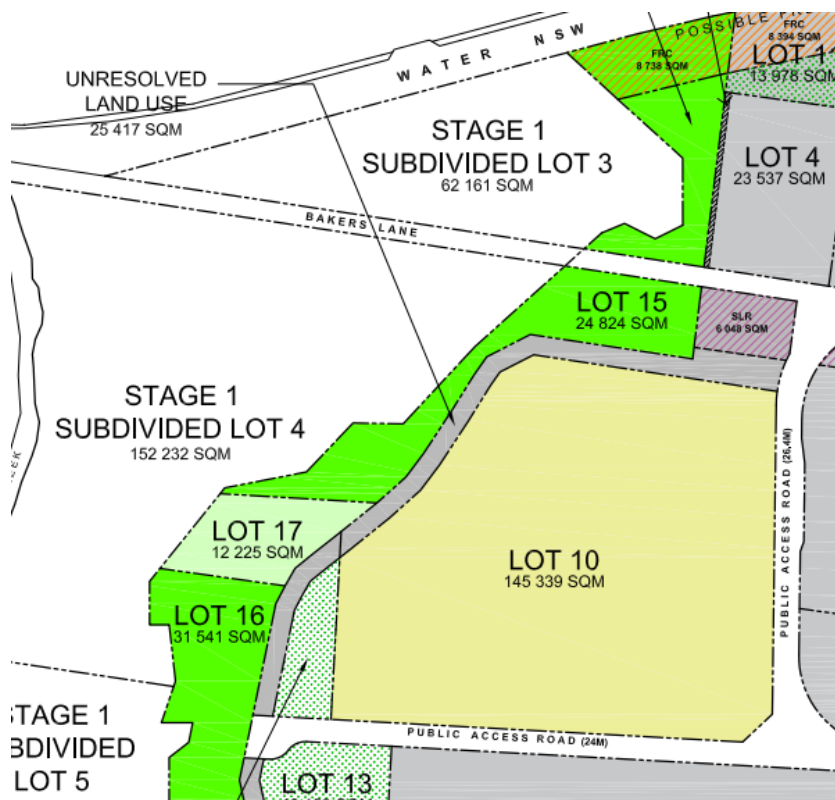 WATER NSW
POSSIBLE
FRC
8 394 SQM
FRC
8 738 SQM
LOT 1
13 978 SQM
UNRESOLVED
LAND USE
25 417 SQM
STAGE 1
SUBDIVIDED LOT 3
62 161 SQM
LOT 4
23 537 SQM
BAKERS LANE
LOT 15
24 824 SQM
SLR
6 048 SQM
STAGE 1
SUBDIVIDED LOT 4
152 232 SQM
PUBLIC ACCESS ROAD (26.4M)
LOT 17
12 225 SQM
LOT 10
145 339 SQM
LOT 16
31 541 SQM
STAGE 1
BDIVIDED
LOT 5
PUBLIC ACCESS ROAD (24M)
LOT 13